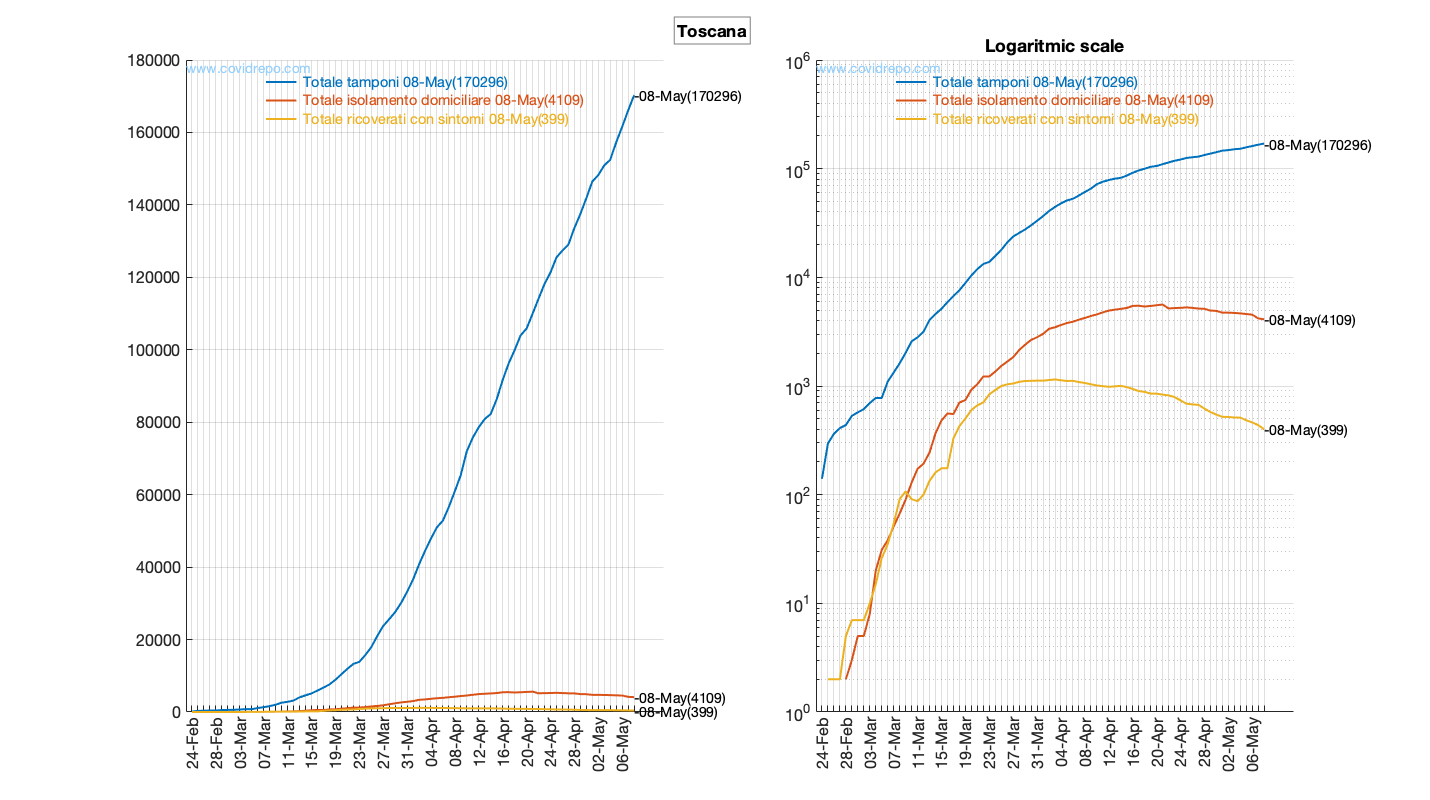 Toscana
www.covidrepo.com
Totale tamponi 08-May(170296)
Totale isolamento domiciliare 08-May(4109)
Totale ricoverati con sintomi 08-May(399)
180000
160000
140000
120000
100000
80000
60000
40000
20000
0
-08-May(170296)
-08-May(4109)
-08-May(399)
24-Feb
28-Feb
03-Mar
07-Mar
11-Mar
15-Mar
19-Mar
23-Mar
27-Mar
31-Mar
04-Apr
08-Apr
12-Apr
16-Apr
20-Apr
24-Apr
28-Apr
02-May
06-May
Logaritmic scale
www.covidrepo.com
Totale tamponi 08-May(170296)
Totale isolamento domiciliare 08-May(4109)
Totale ricoverati con sintomi 08-May(399)
10^6
10^5
10^4
10^3
10^2
10^1
10^0
-08-May(170296)
-08-May(4109)
-08-May(399)
24-Feb
28-Feb
03-Mar
07-Mar
11-Mar
15-Mar
19-Mar
23-Mar
27-Mar
31-Mar
04-Apr
08-Apr
12-Apr
16-Apr
20-Apr
24-Apr
28-Apr
02-May
06-May